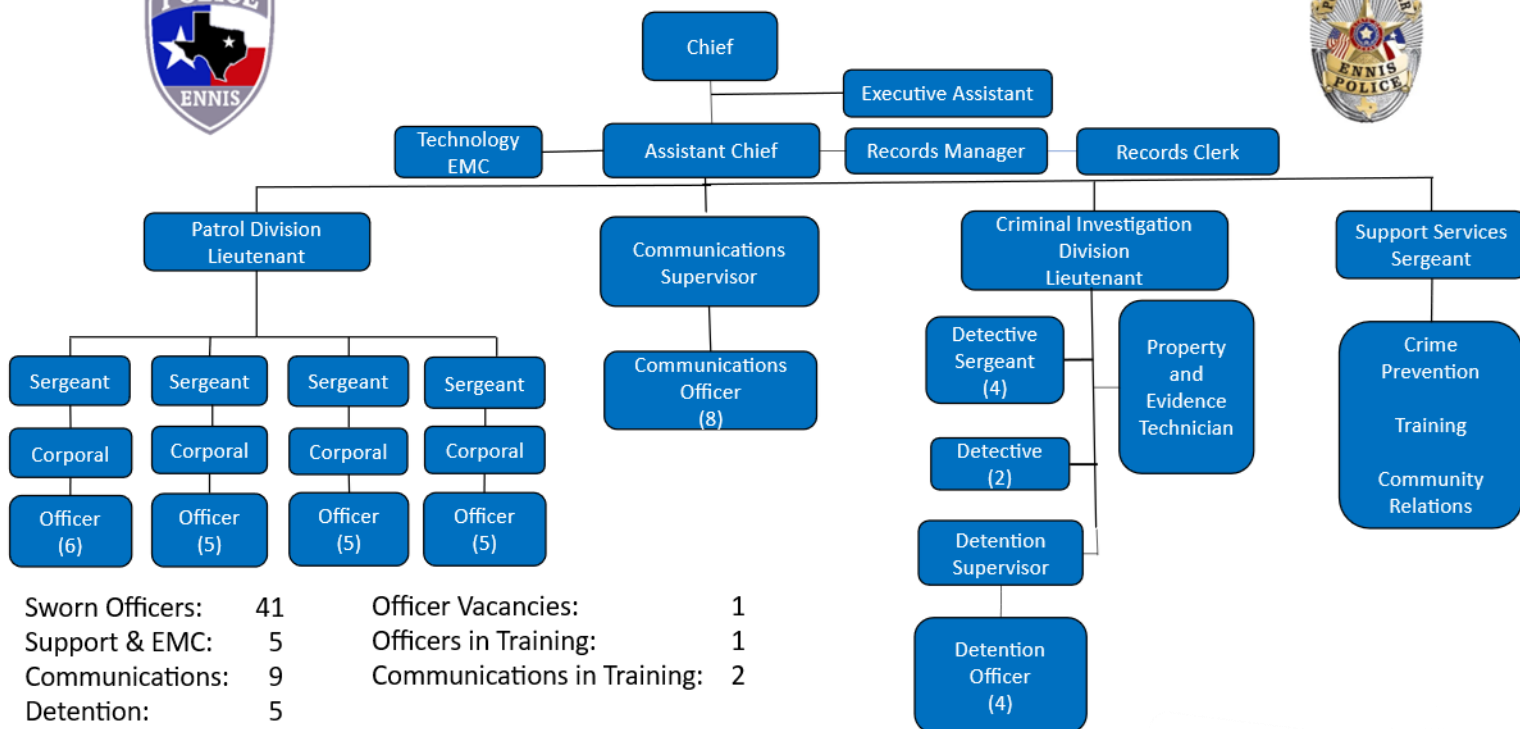 POLICE
ENNIS
ENNIS
POLICE
Chief
Executive Assistant
Technology
EMC
Assistant Chief
Records Manager
Records Clerk
Patrol Division
Lieutenant
Communications
Supervisor
Criminal Investigation
Division
Lieutenant
Support Services
Sergeant
Sergeant
Sergeant
Sergeant
Sergeant
Corporal
Corporal
Corporal
Corporal
Officer
(6)
Officer
(5)
Officer
(5)
Officer
(5)
Communications
Officer
(8)
Detective
Sergeant
(4)
Property
and
Evidence
Technician
Detective
(2)
Detention
Supervisor
Detention
Officer
(4)
Crime
Prevention
Training
Community
Relations
Sworn Officers: 41
Support & EMC: 5
Communications: 9
Detention: 5
Officer Vacancies: 1
Officers in Training: 1
Communications in Training: 2